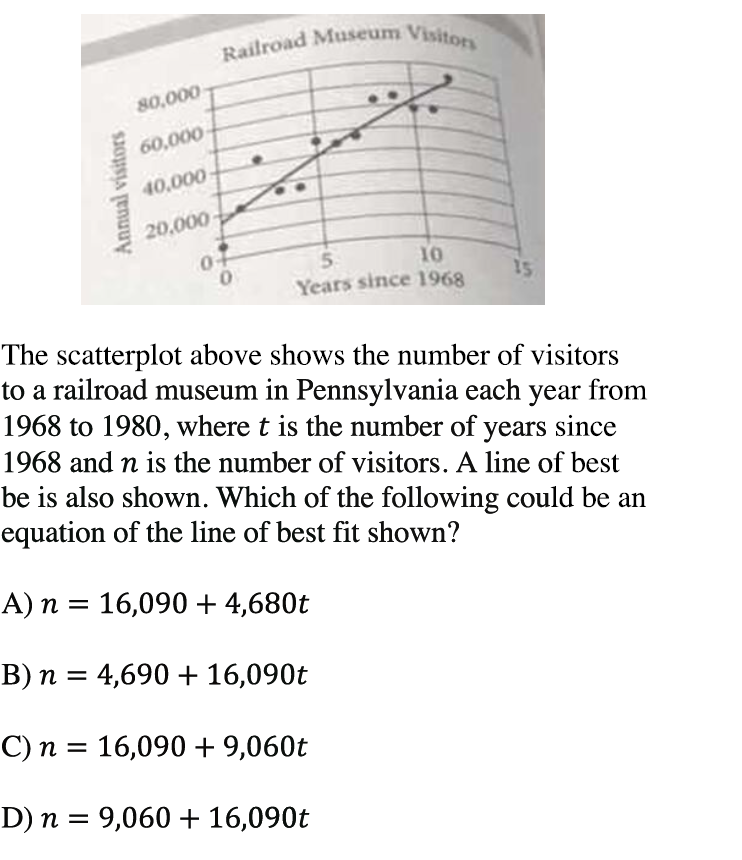 Railroad Museum Visitors
80,000
60,000
40,000
20,000
0
Annual visitors
0 5 10 15
Years since 1968
The scatterplot above shows the number of visitors
to a railroad museum in Pennsylvania each year from
1968 to 1980, where t is the number of years since
1968 and n is the number of visitors. A line of best
be is also shown. Which of the following could be an
equation of the line of best fit shown?
A) n = 16,090 + 4,680t
B) n = 4,690 + 16,090t
C) n = 16,090 + 9,060t
D) n = 9,060 + 16,090t